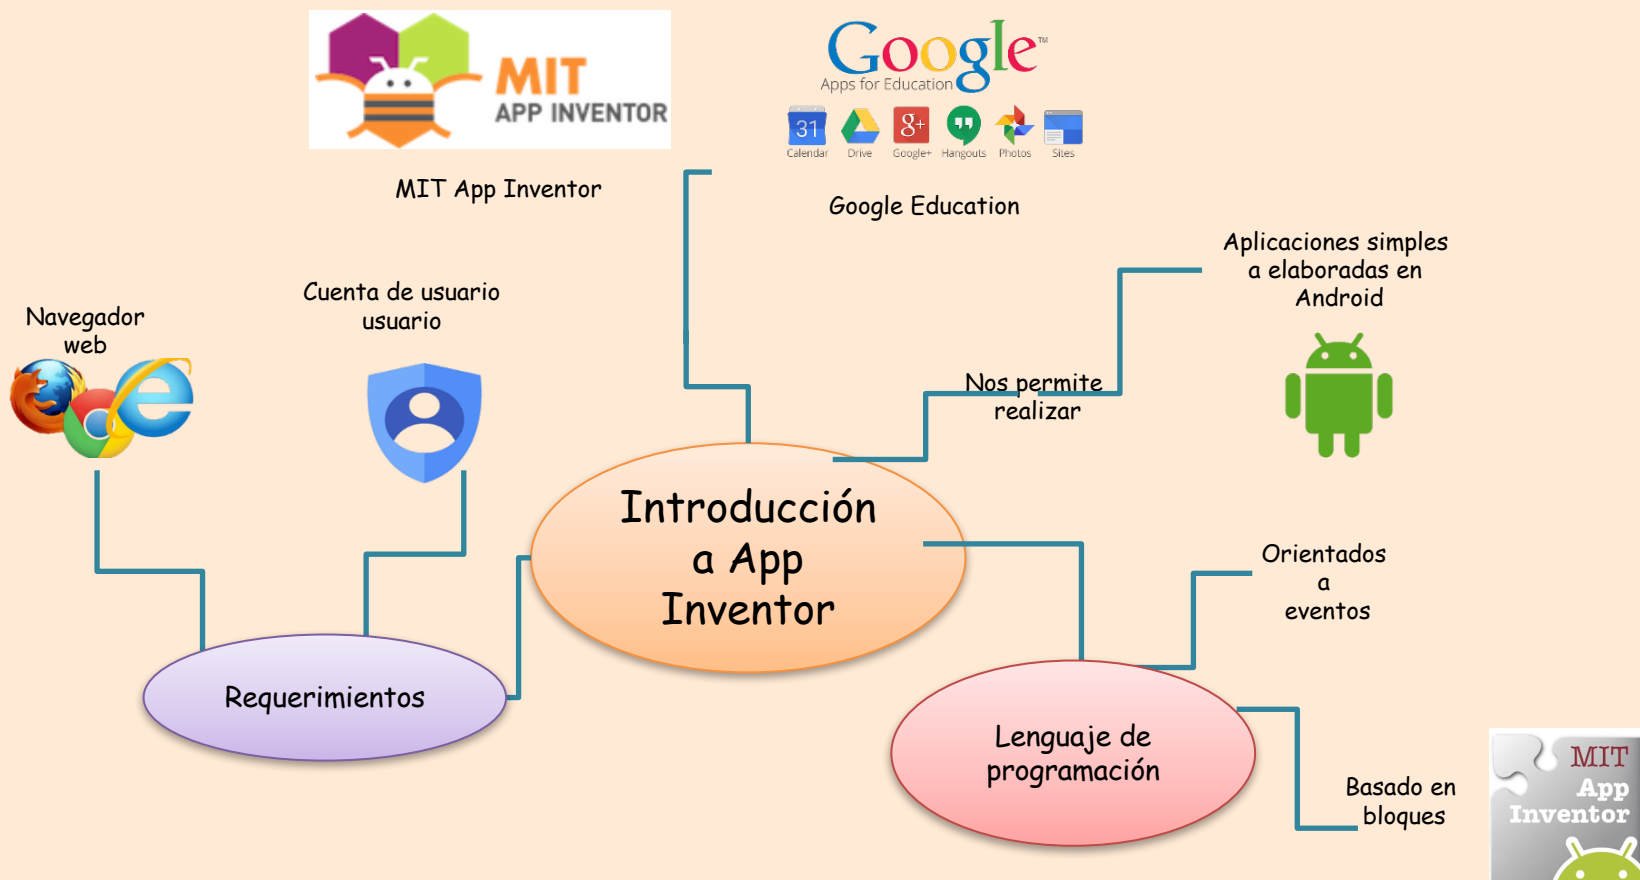 MIT
APP INVENTOR
MIT App Inventor
Google™
Apps for Education
31
g+
Calendar
Drive
Google+
Hangouts
Photos
Sites
Google Education
Aplicaciones simples
a elaboradas en
Android
Cuenta de usuario
usuario
Navegador
web
Nos permite
realizar
Introducción
a App
Inventor
Orientados
a
eventos
Requerimientos
Lenguaje de
programación
Basado en
bloques
MIT
App
Inventor